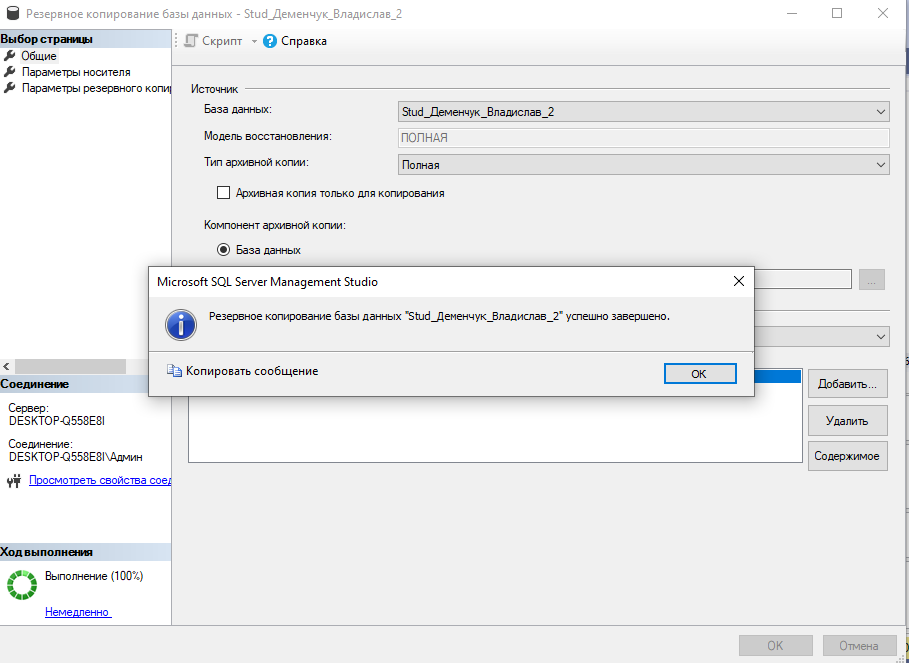 Резервное копирование базы данных - Stud_Деменчук_Владислав_2
Выбор страницы
Общие
Параметры носителя
Параметры резервного копи
Скрипт
Справка
Источник
База данных:
Stud_Деменчук_Владислав_2
Модель восстановления:
ПОЛНАЯ
Тип архивной копии:
Полная
Архивная копия только для копирования
Компонент архивной копии:
База данных
...
Microsoft SQL Server Management Studio
Резервное копирование базы данных "Stud_Деменчук_Владислав_2" успешно завершено.
Копировать сообщение
OK
Добавить...
Удалить
Содержимое
Соединение
Сервер:
DESKTOP-Q558E8I
Соединение:
DESKTOP-Q558E8I\Админ
Просмотреть свойства соед
Ход выполнения
Выполнение (100%)
Немедленно
OK
Отмена